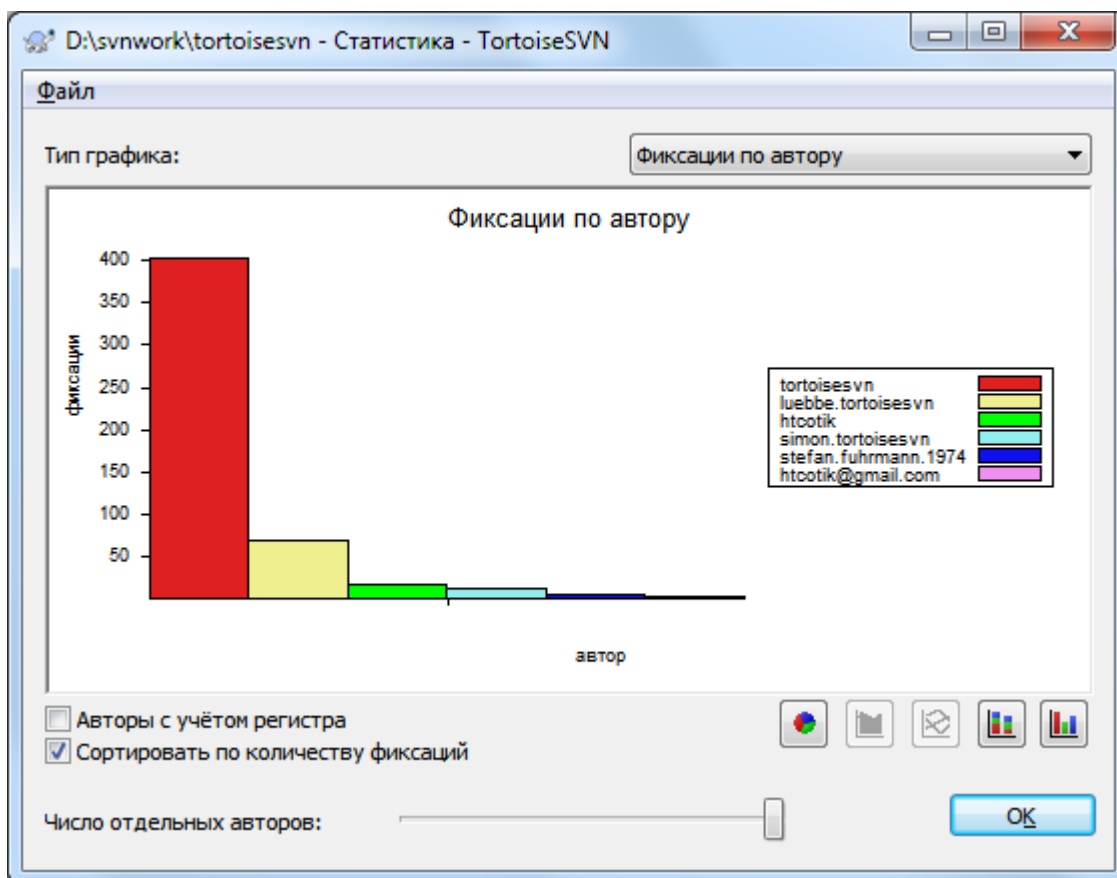 D:\svnwork\tortoisesvn - Статистика - TortoiseSVN
Файл
Тип графика:
Фиксации по автору
Фиксации по автору
400
350
300
250
200
150
100
50
фиксации
автор
tortoisesvn
luebbe.tortoisesvn
htcotik
simon.tortoisesvn
stefan.fuhrmann.1974
htcotik@gmail.com
Авторы с учётом регистра
Сортировать по количеству фиксаций
Число отдельных авторов:
OK